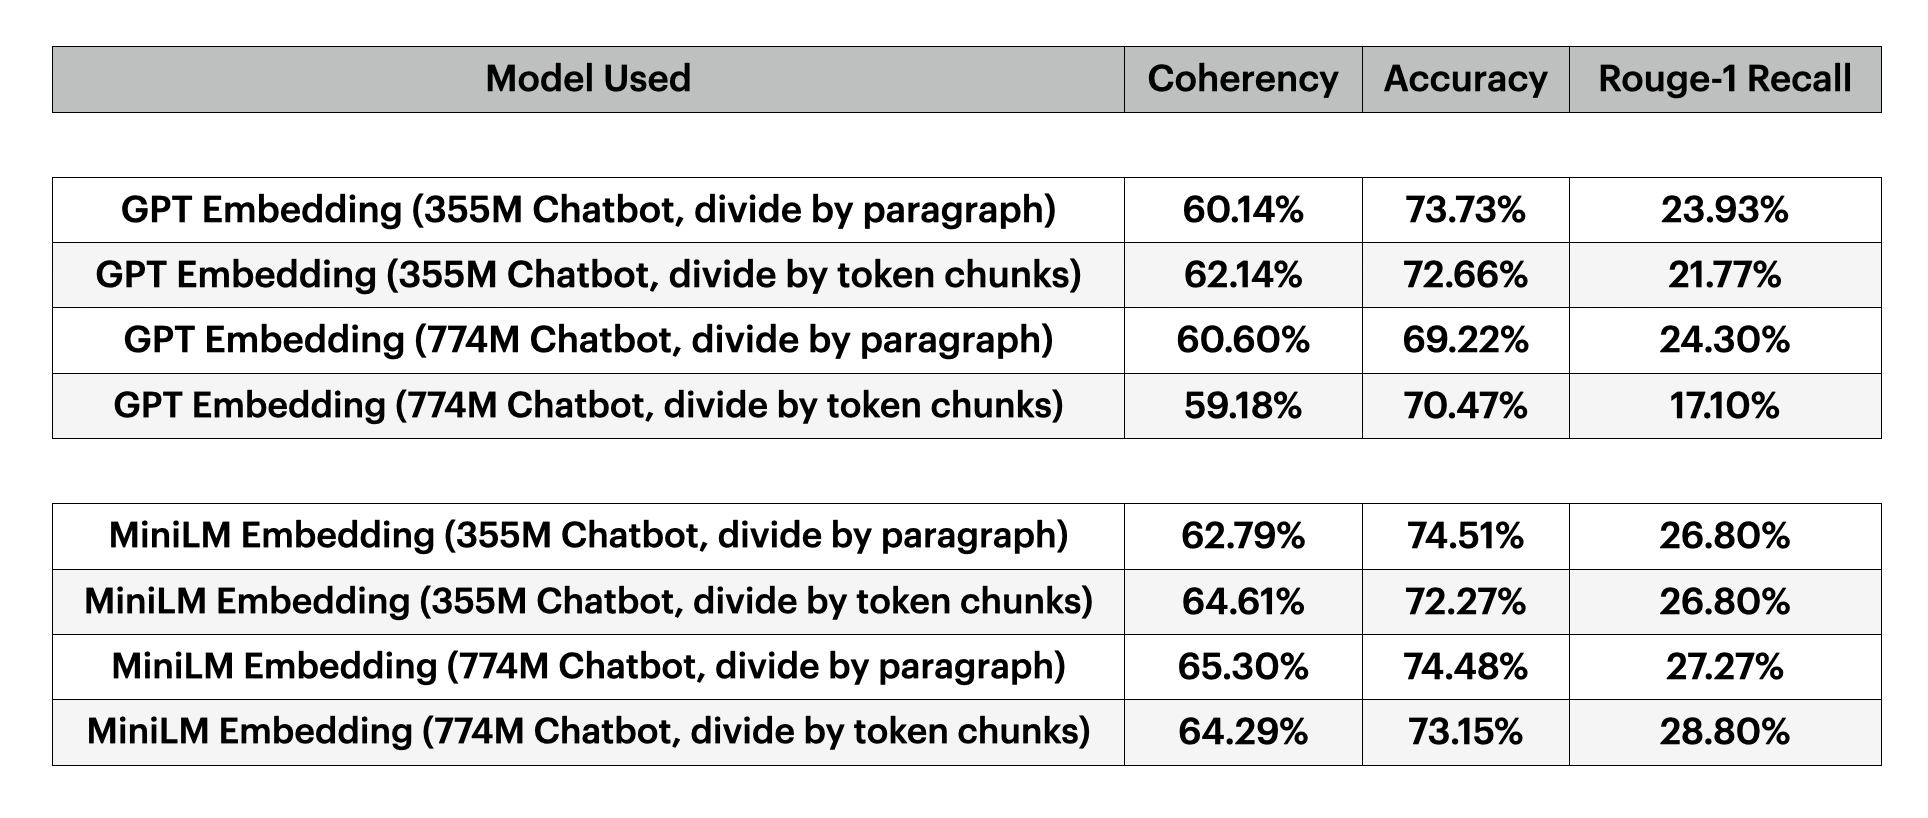 Model Used Coherency Accuracy Rouge-1 Recall
GPT Embedding (355M Chatbot, divide by paragraph) 60.14% 73.73% 23.93%
GPT Embedding (355M Chatbot, divide by token chunks) 62.14% 72.66% 21.77%
GPT Embedding (774M Chatbot, divide by paragraph) 60.60% 69.22% 24.30%
GPT Embedding (774M Chatbot, divide by token chunks) 59.18% 70.47% 17.10%
MiniLM Embedding (355M Chatbot, divide by paragraph) 62.79% 74.51% 26.80%
MiniLM Embedding (355M Chatbot, divide by token chunks) 64.61% 72.27% 26.80%
MiniLM Embedding (774M Chatbot, divide by paragraph) 65.30% 74.48% 27.27%
MiniLM Embedding (774M Chatbot, divide by token chunks) 64.29% 73.15% 28.80%